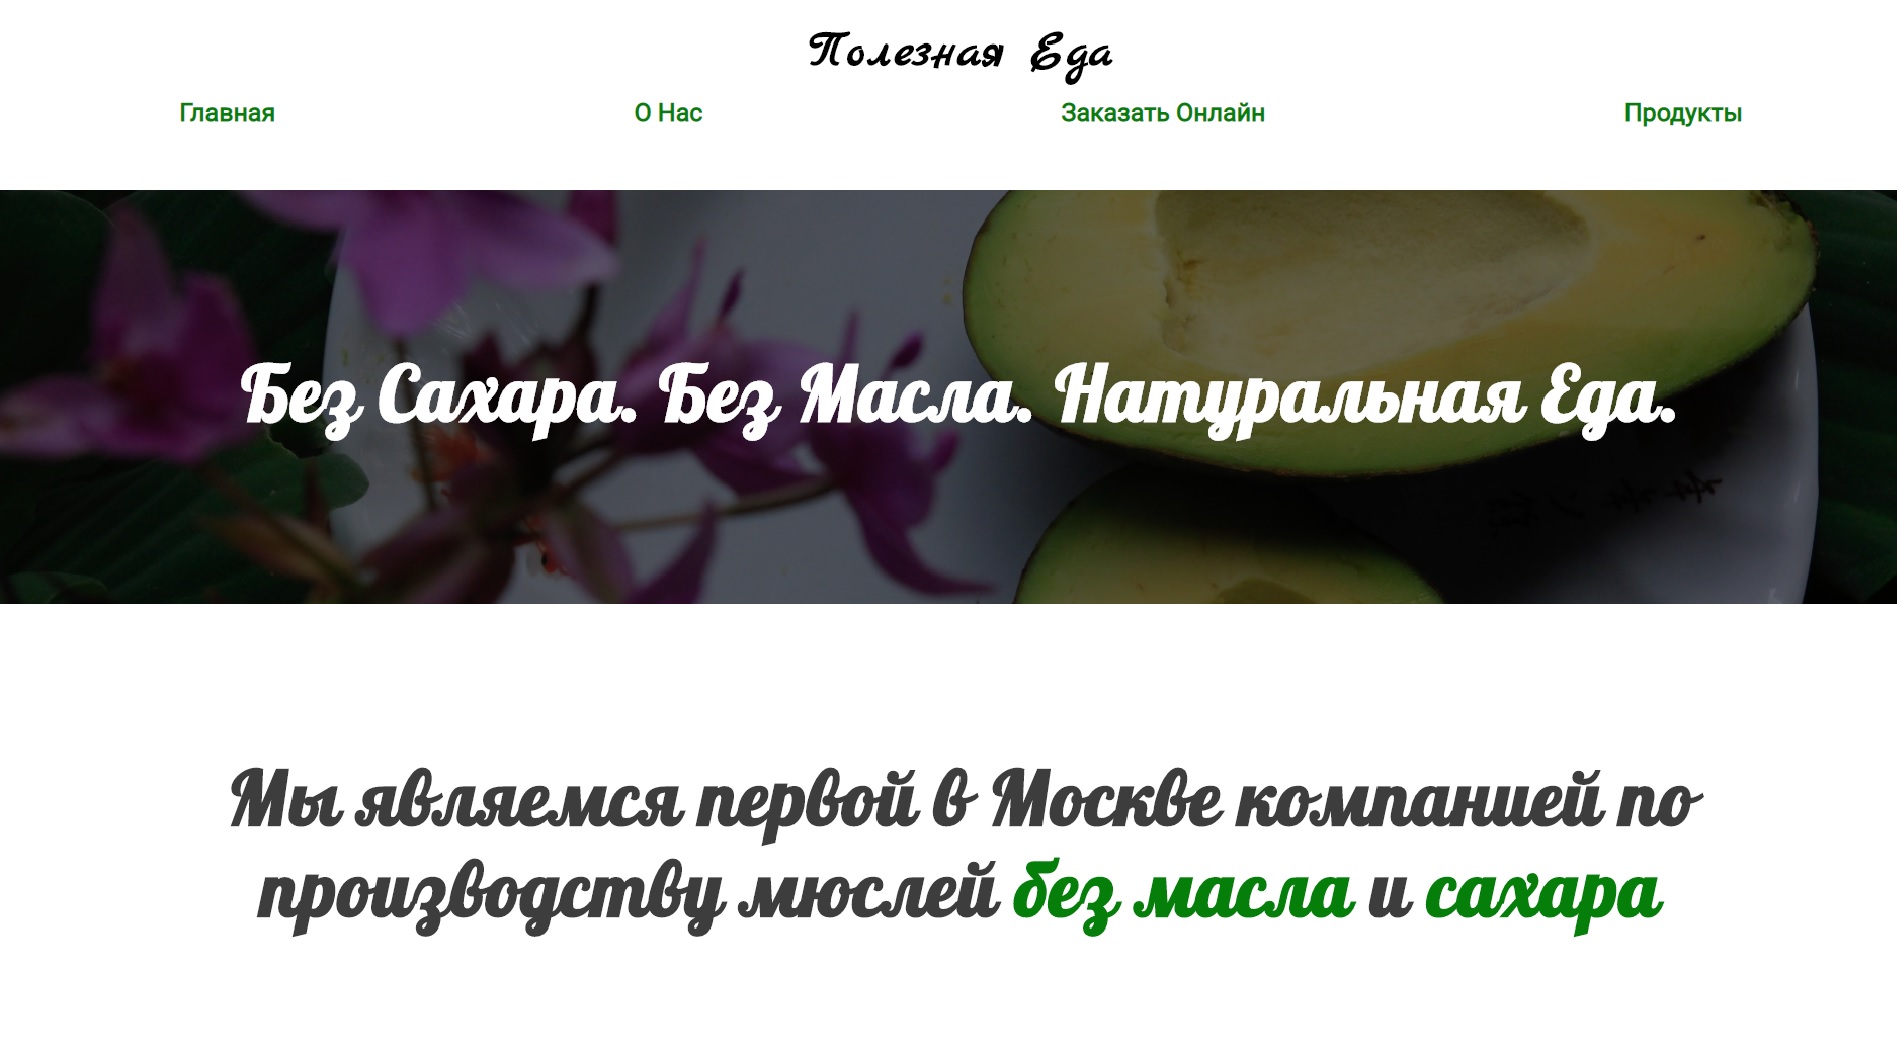 Полезная Еда
Главная О Нас Заказать Онлайн Продукты
Без Сахара. Без Масла. Натуральная Еда.
Мы являемся первой в Москве компанией по
производству мюслей без масла и сахара